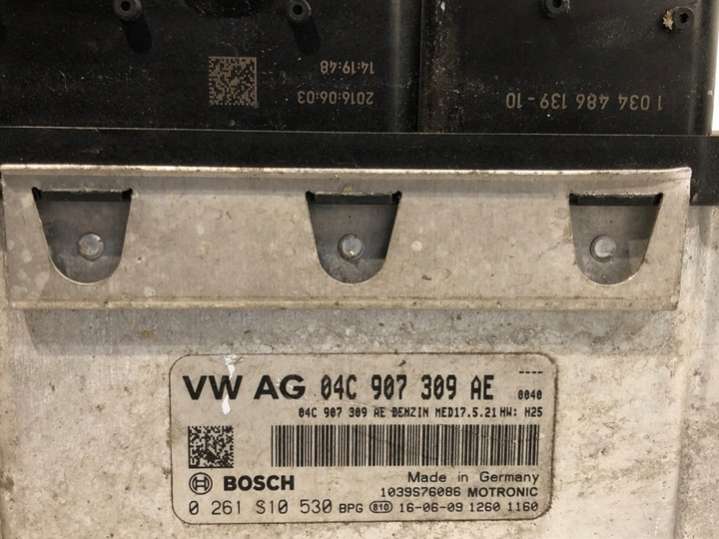 14:19:48
2016:06:03
1 034 486 139-10
VW AG 04C 907 309 AE
----
0040
04C 907 309 AE BENZIN MED17.5.21 HW: H25
BOSCH
Made in Germany
1039S76086 MOTRONIC
0 261 S10 530 BPG 810 16-06-09 1260 1160